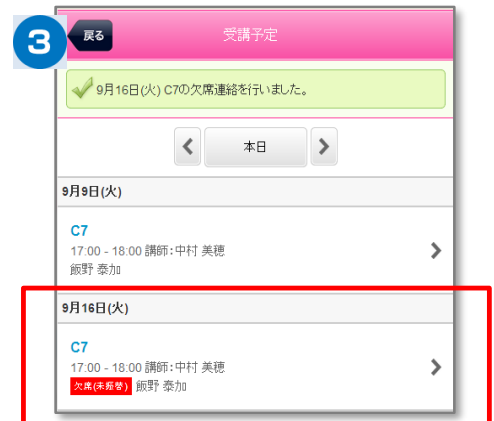 3
戻る
受講予定
9月16日(火) C7の欠席連絡を行いました。
本日
9月9日(火)
C7
17:00 - 18:00 講師:中村 美穂
飯野 泰加
9月16日(火)
C7
17:00 - 18:00 講師:中村 美穂
欠席(未振替) 飯野 泰加